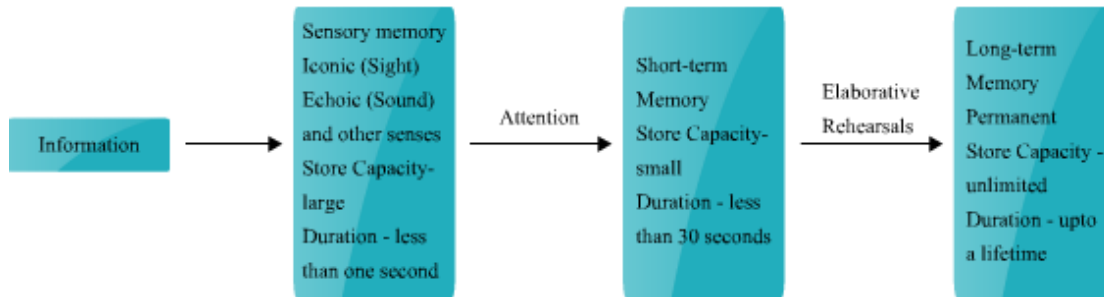 Information
Sensory memory
Iconic (Sight)
Echoic (Sound)
and other senses
Store Capacity-
large
Duration - less
than one second
Attention
Short-term
Memory
Store Capacity-
small
Duration - less
than 30 seconds
Elaborative
Rehearsals
Long-term
Memory
Permanent
Store Capacity -
unlimited
Duration - upto
a lifetime